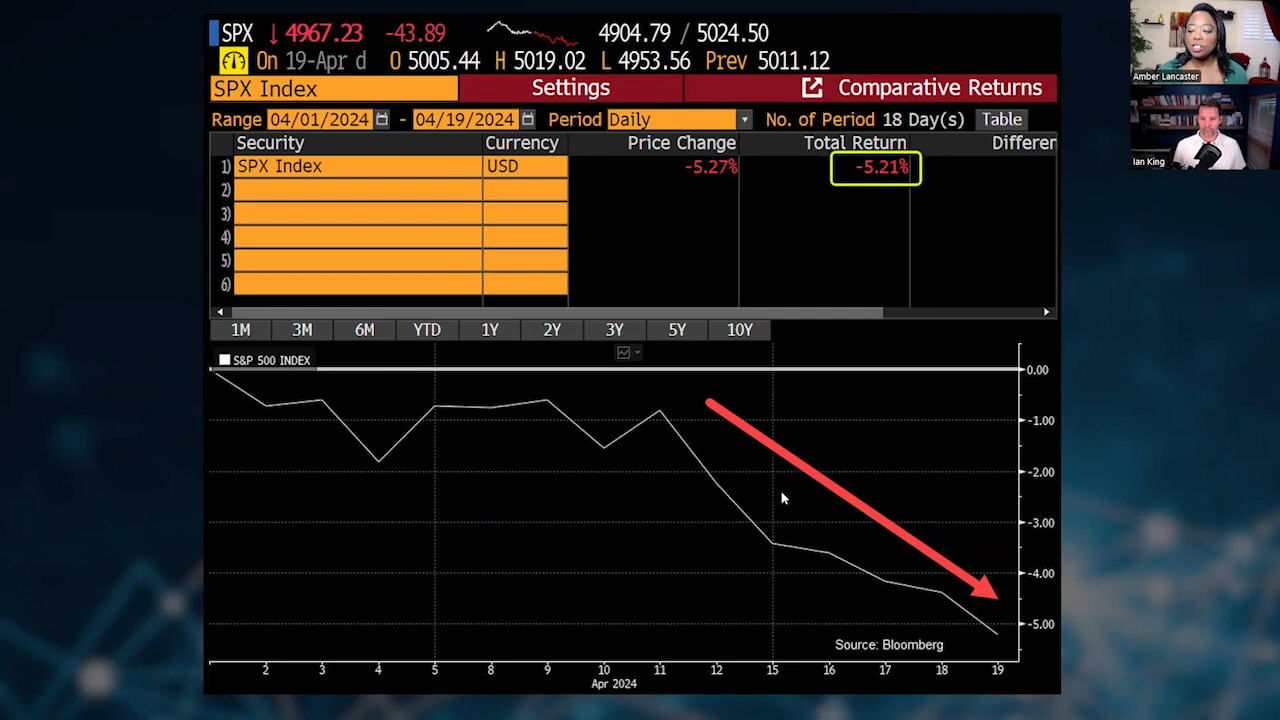 SPX ↓ 4967.23 -43.89 4904.79 / 5024.50
On 19-Apr d O 5005.44 H 5019.02 L 4953.56 Prev 5011.12
SPX Index Settings Comparative Returns
Range 04/01/2024 - 04/19/2024 Period Daily No. of Period 18 Day(s) Table
Security Currency Price Change Total Return Differen
1) SPX Index USD -5.27% -5.21%
2)
3)
4)
5)
6)
1M 3M 6M YTD 1Y 2Y 3Y 5Y 10Y
S&P 500 INDEX
0.00
-1.00
-2.00
-3.00
-4.00
-5.00
Source: Bloomberg
2 3 4 5 8 9 10 11 12 15 16 17 18 19
Apr 2024
Amber Lancaster
Ian King